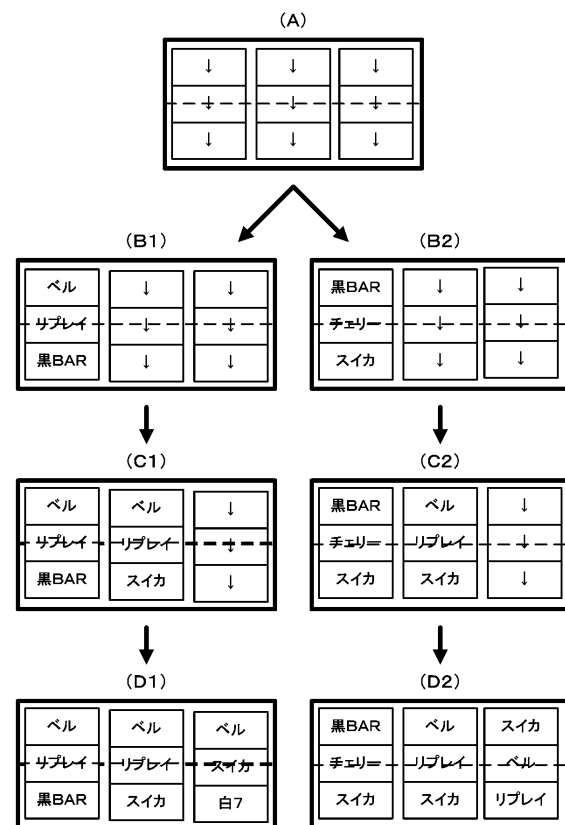 (A)
↓ ↓ ↓
↓ ↓ ↓
↓ ↓ ↓
(B1) (B2)
ベル ↓ ↓ 黒BAR ↓ ↓
リプレイ ↓ ↓ チェリー ↓ ↓
黒BAR ↓ ↓ スイカ ↓ ↓
(C1) (C2)
ベル ベル ↓ 黒BAR ベル ↓
リプレイ リプレイ ↓ チェリー リプレイ ↓
黒BAR スイカ ↓ スイカ スイカ ↓
(D1) (D2)
ベル ベル ベル 黒BAR ベル スイカ
リプレイ リプレイ スイカ チェリー リプレイ ベル
黒BAR スイカ 白7 スイカ スイカ リプレイ